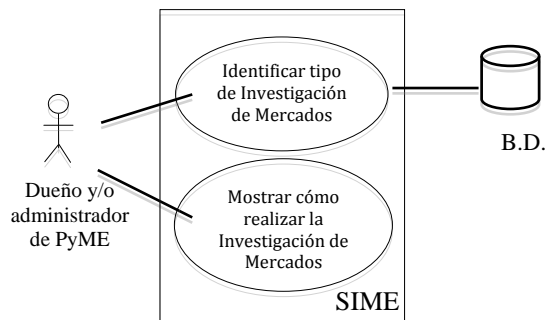 Identificar tipo
de Investigación
de Mercados
B.D.
Dueño y/o
administrador
de PyME
Mostrar cómo
realizar la
Investigación de
Mercados
SIME